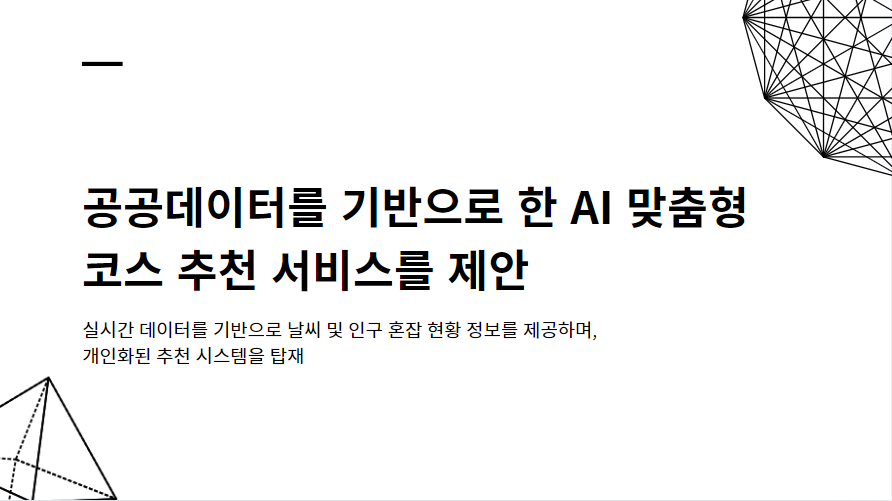 공공데이터를 기반으로 한 AI 맞춤형
코스 추천 서비스를 제안
실시간 데이터를 기반으로 날씨 및 인구 혼잡 현황 정보를 제공하며,
개인화된 추천 시스템을 탑재